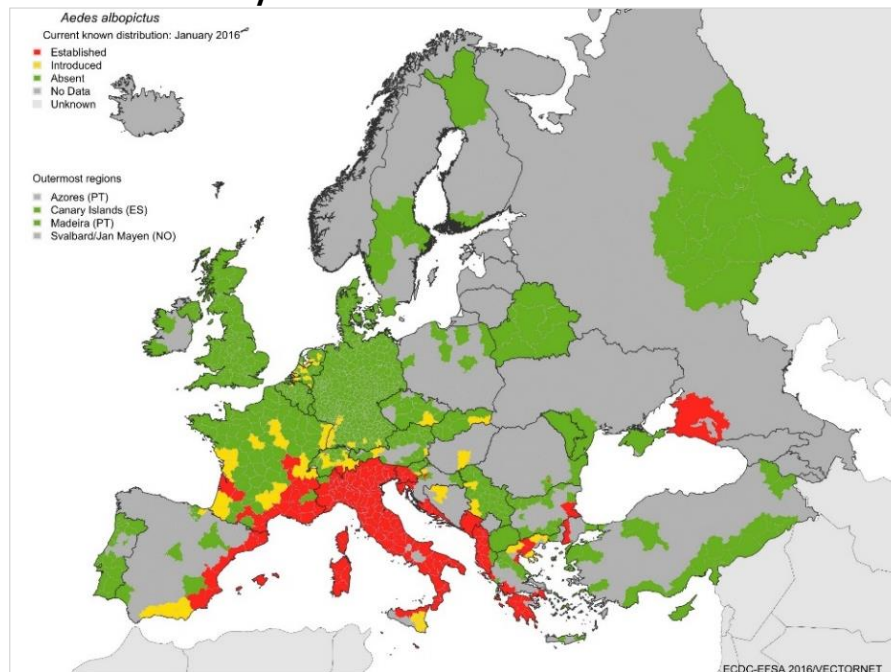 Aedes albopictus
Current known distribution: January 2016
Established
Introduced
Absent
No Data
Unknown
Outermost regions
Azores (PT)
Canary Islands (ES)
Madeira (PT)
Svalbard/Jan Mayen (NO)
ECDC-EFSA 2016/VECTORNET